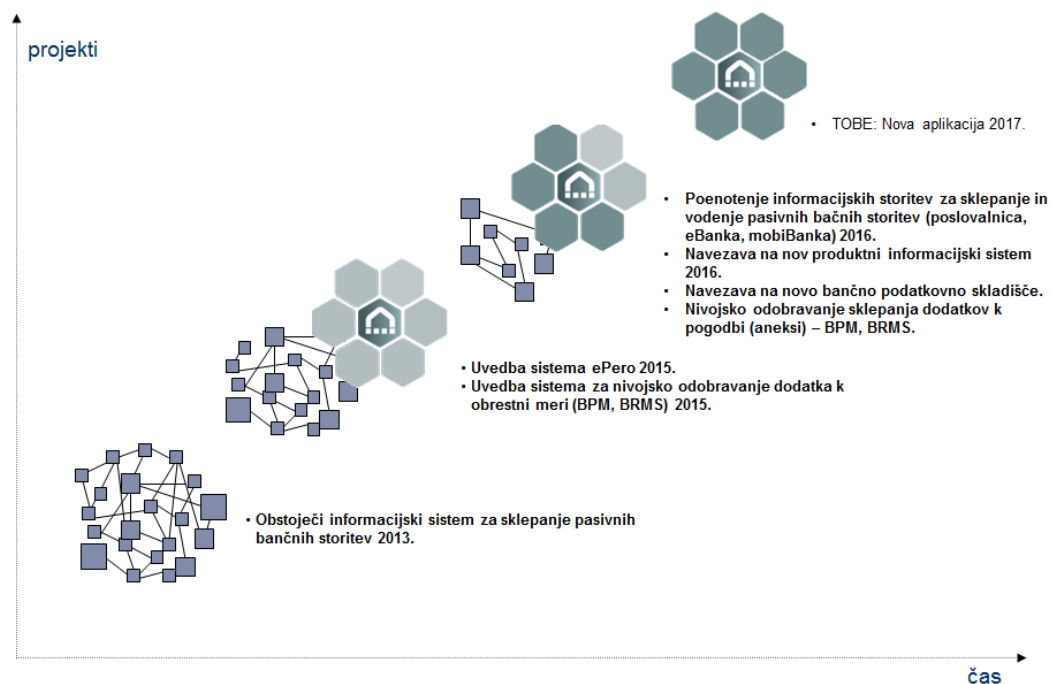 projekti
• TOBE: Nova aplikacija 2017.
• Poenotenje informacijskih storitev za sklepanje in
vodenje pasivnih bačnih storitev (poslovalnica,
eBanka, mobiBanka) 2016.
• Navezava na nov produktni informacijski sistem
2016.
• Navezava na novo bančno podatkovno skladišče.
• Nivojsko odobravanje sklepanja dodatkov k
pogodbi (aneksi) – BPM, BRMS.
• Uvedba sistema ePero 2015.
• Uvedba sistema za nivojsko odobravanje dodatka k
obrestni meri (BPM, BRMS) 2015.
• Obstoječi informacijski sistem za sklepanje pasivnih
bančnih storitev 2013.
čas